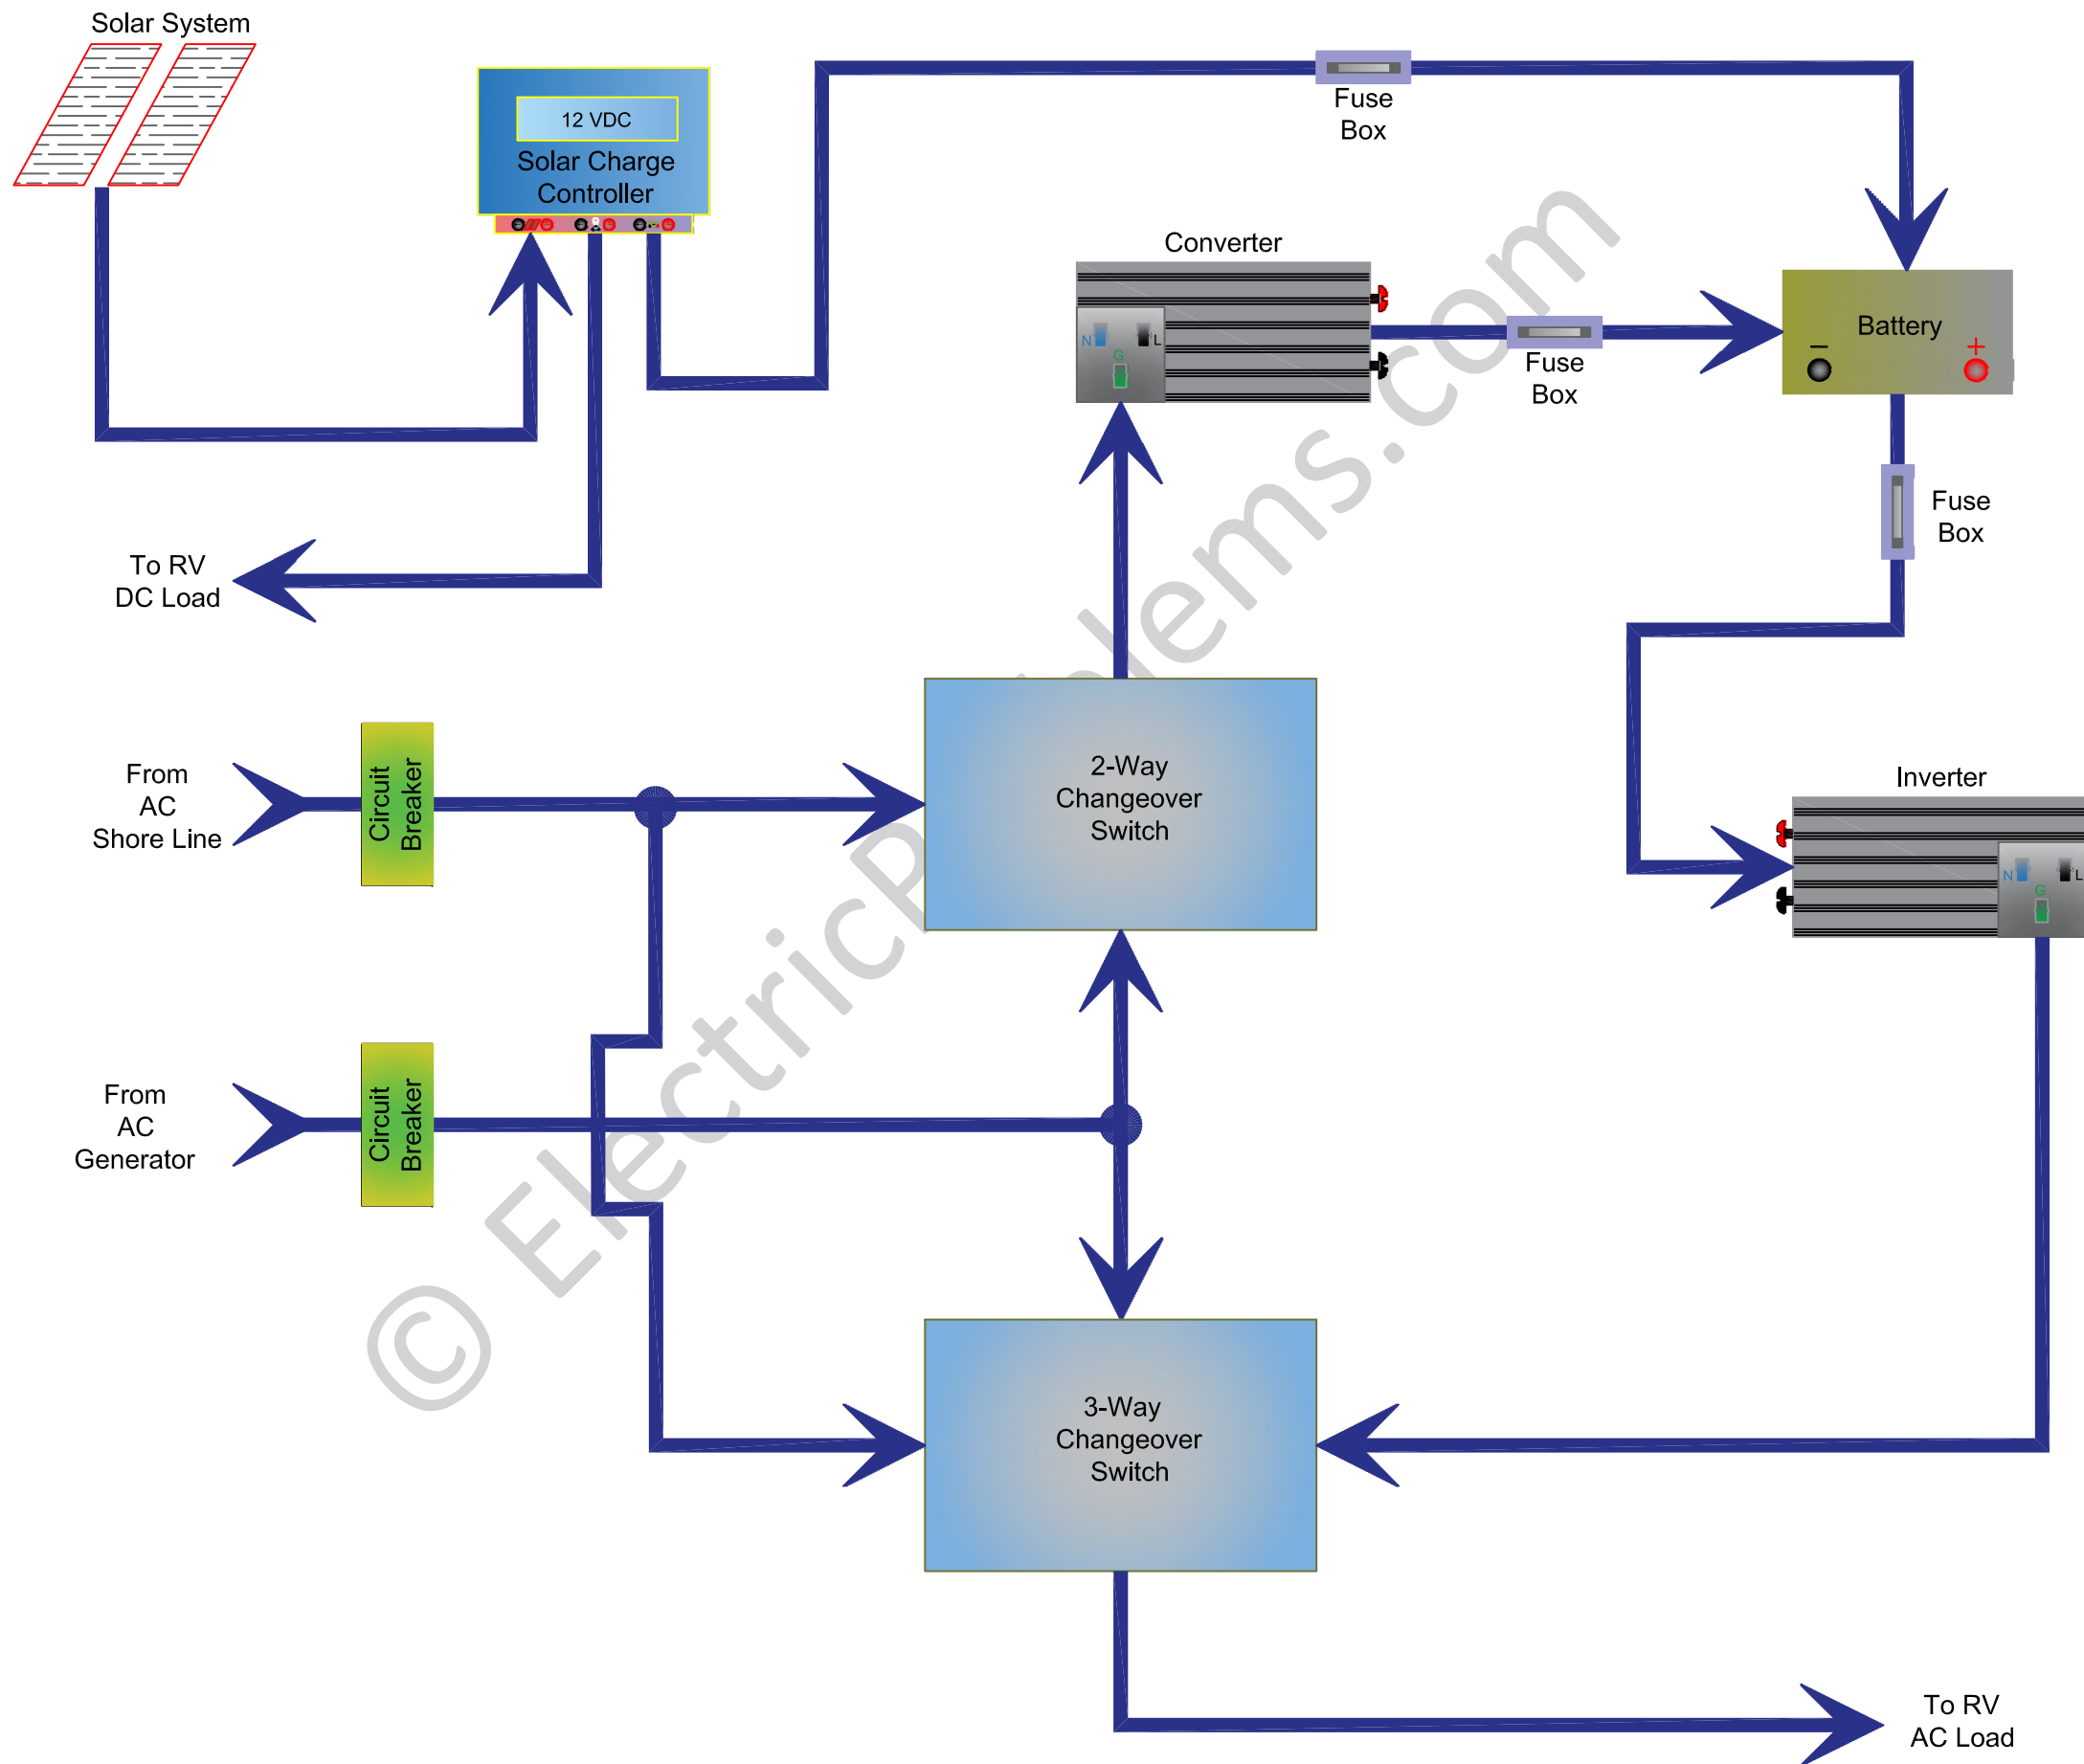 Solar System
12 VDC
Solar Charge
Controller
Fuse
Box
Converter
N
L
G
Fuse
Box
Battery
−
+
Fuse
Box
To RV
DC Load
From
AC
Shore Line
Circuit
Breaker
2-Way
Changeover
Switch
Inverter
N
L
G
From
AC
Generator
Circuit
Breaker
3-Way
Changeover
Switch
To RV
AC Load